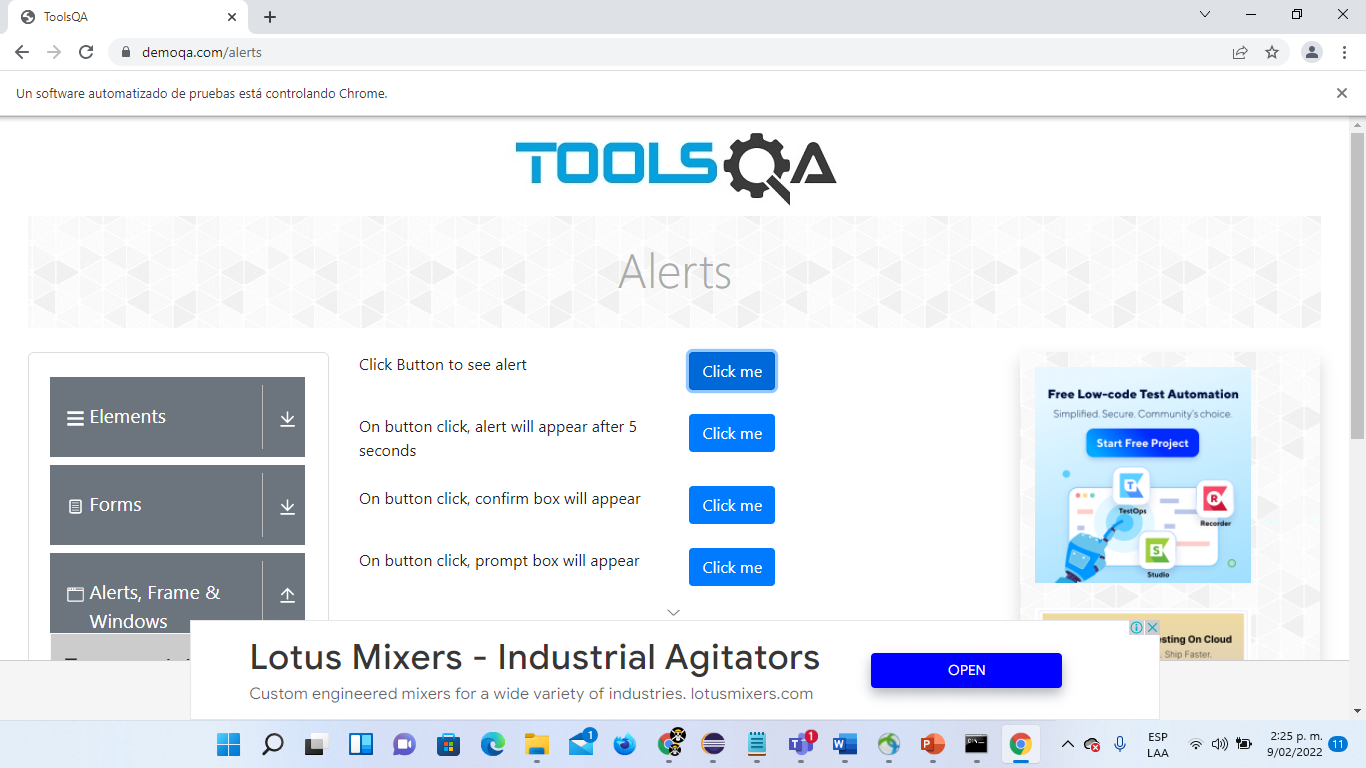 ToolsQA
demoqa.com/alerts
Un software automatizado de pruebas está controlando Chrome.
TOOLSQA
Alerts
Elements
Forms
Alerts, Frame &
Windows
Click Button to see alert
Click me
On button click, alert will appear after 5
seconds
Click me
On button click, confirm box will appear
Click me
On button click, prompt box will appear
Click me
Free Low-code Test Automation
Simplified. Secure. Community's choice.
Start Free Project
TestOps
Recorder
Studio
On Cloud
Ship Faster.
Lotus Mixers - Industrial Agitators
Custom engineered mixers for a wide variety of industries. lotusmixers.com
OPEN
1
1
ESP
LAA
2:25 p. m.
9/02/2022
11